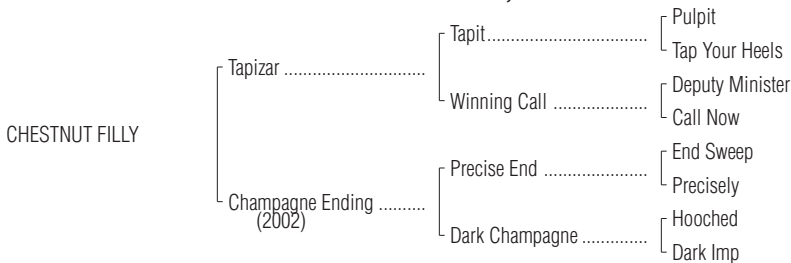 Pulpit
Tapit................................
Tap Your Heels
Tapizar ............................
Deputy Minister
Winning Call ...................
Call Now
CHESTNUT FILLY
End Sweep
Precise End .....................
Precisely
Champagne Ending ..........
(2002)
Hooched
Dark Champagne .............
Dark Imp